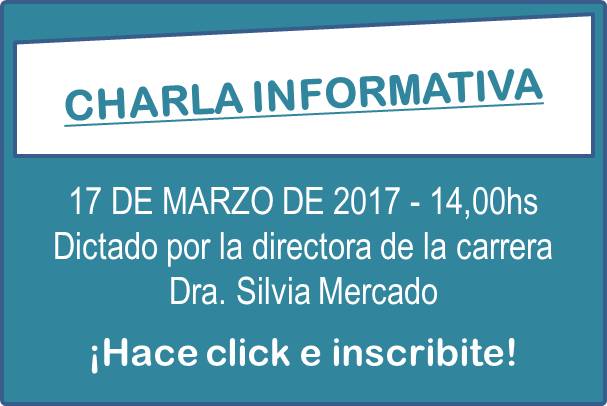 CHARLA INFORMATIVA
17 DE MARZO DE 2017 - 14,00hs
Dictado por la directora de la carrera
Dra. Silvia Mercado
¡Hace click e inscribite!